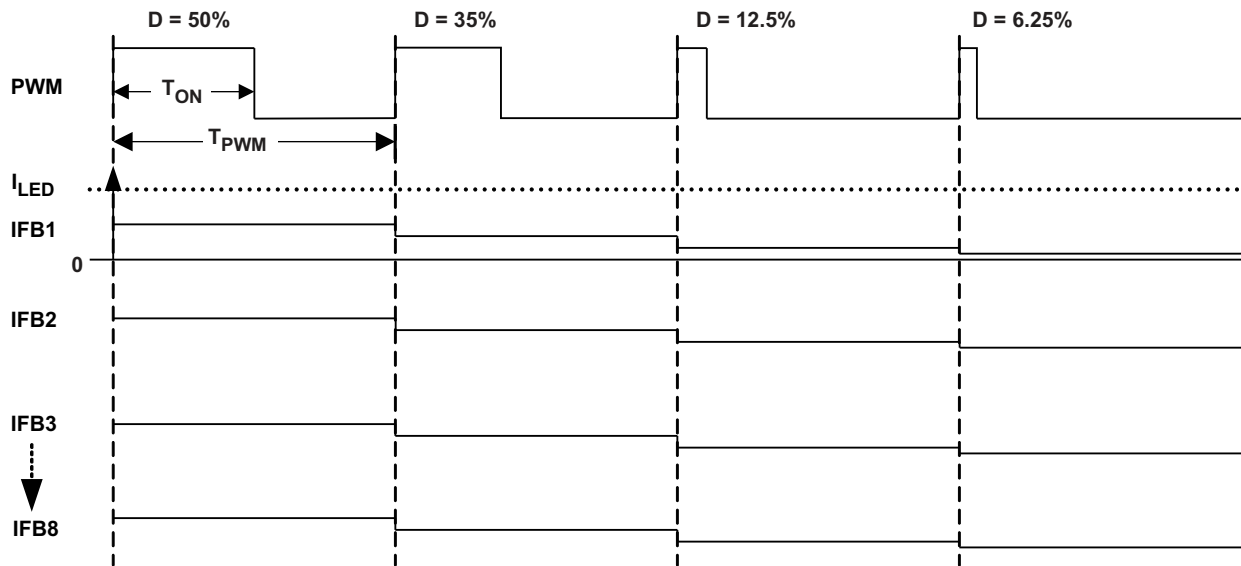 D = 50% D = 35% D = 12.5% D = 6.25%
PWM
TON
TPWM
ILED
IFB1
0
IFB2
IFB3
IFB8